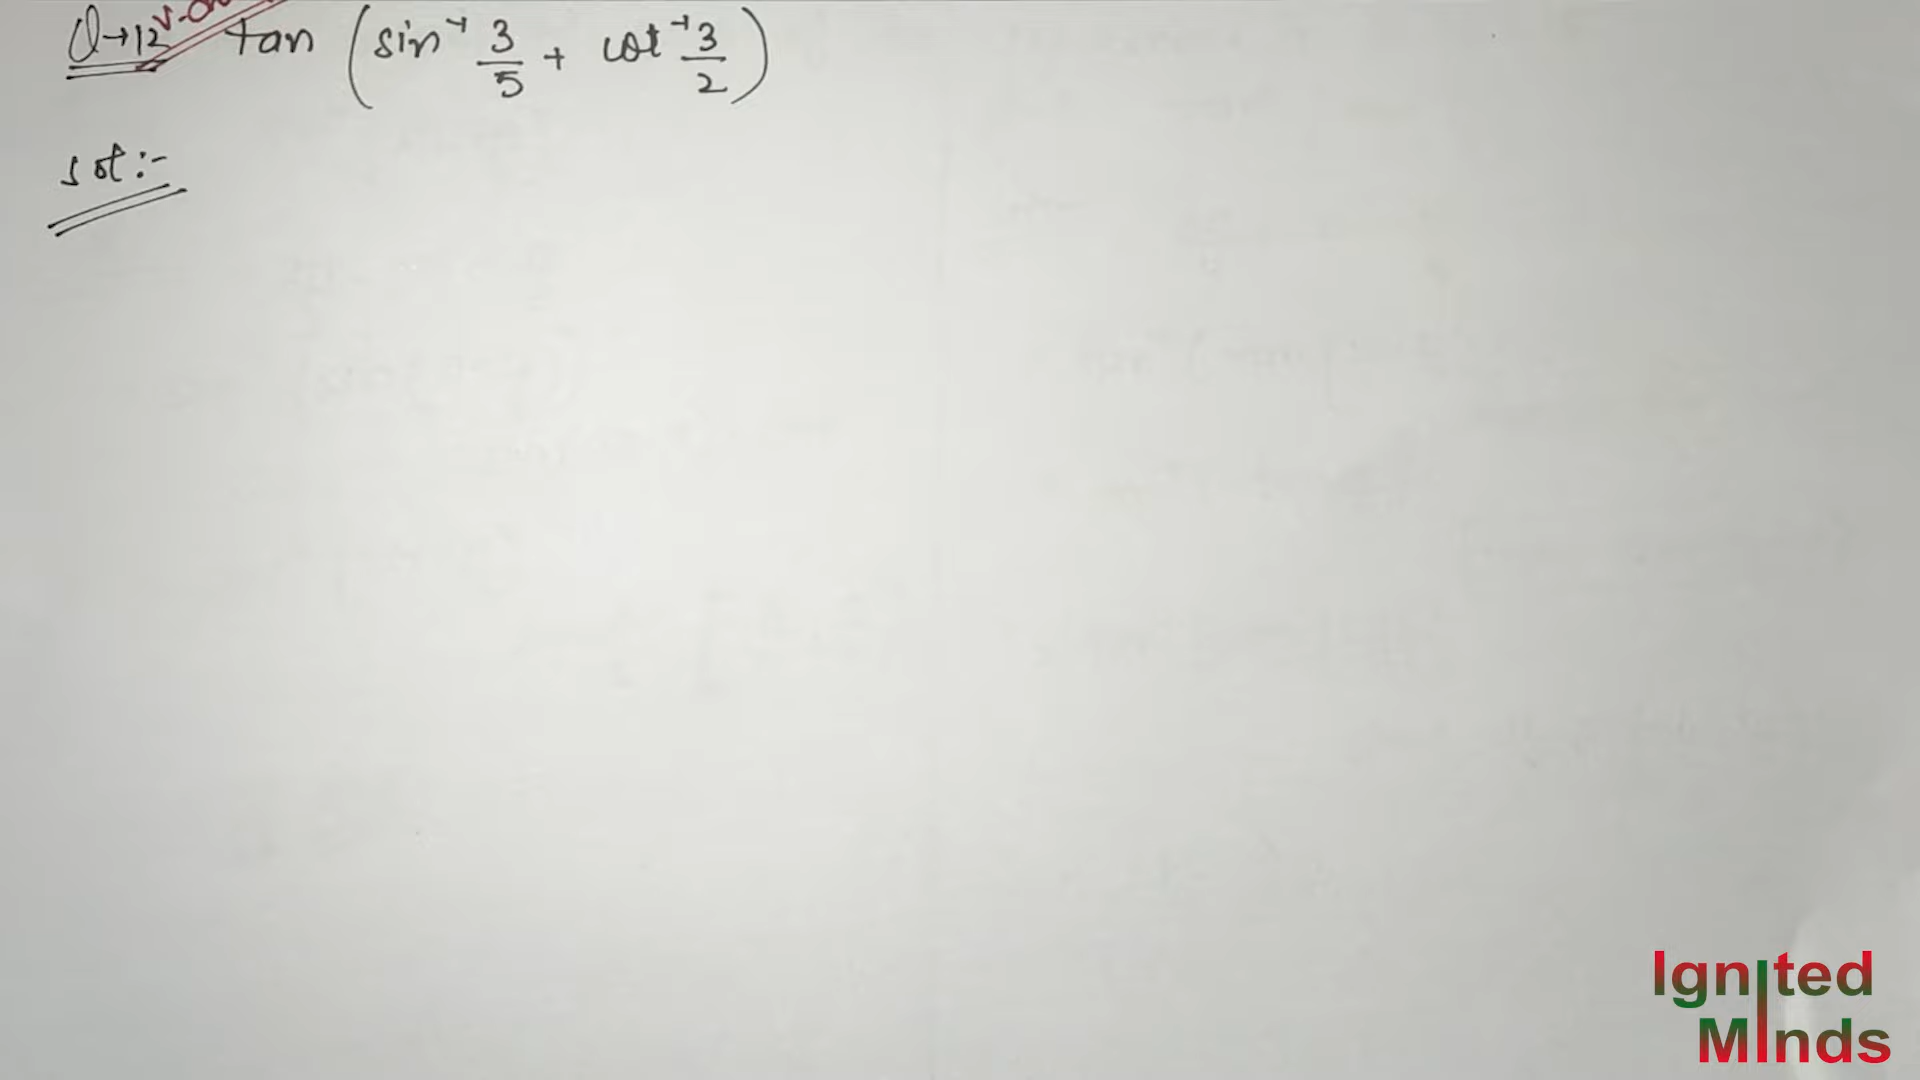 Q→12 tan (sin⁻¹ 3/5 + cot⁻¹ 3/2)
sol:-
Ignited
Minds